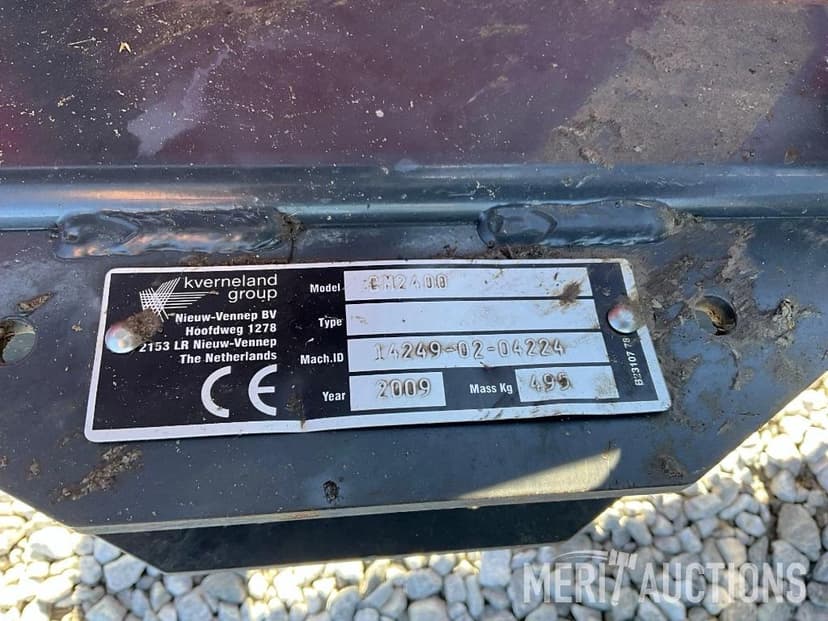 kverneland
group
Nieuw-Vennep BV
Hoofdweg 1278
2153 LR Nieuw-Vennep
The Netherlands
CE
Model
Type
Mach.ID 14249-02-04224
Year 2009 Mass Kg 495
MERIT AUCTIONS